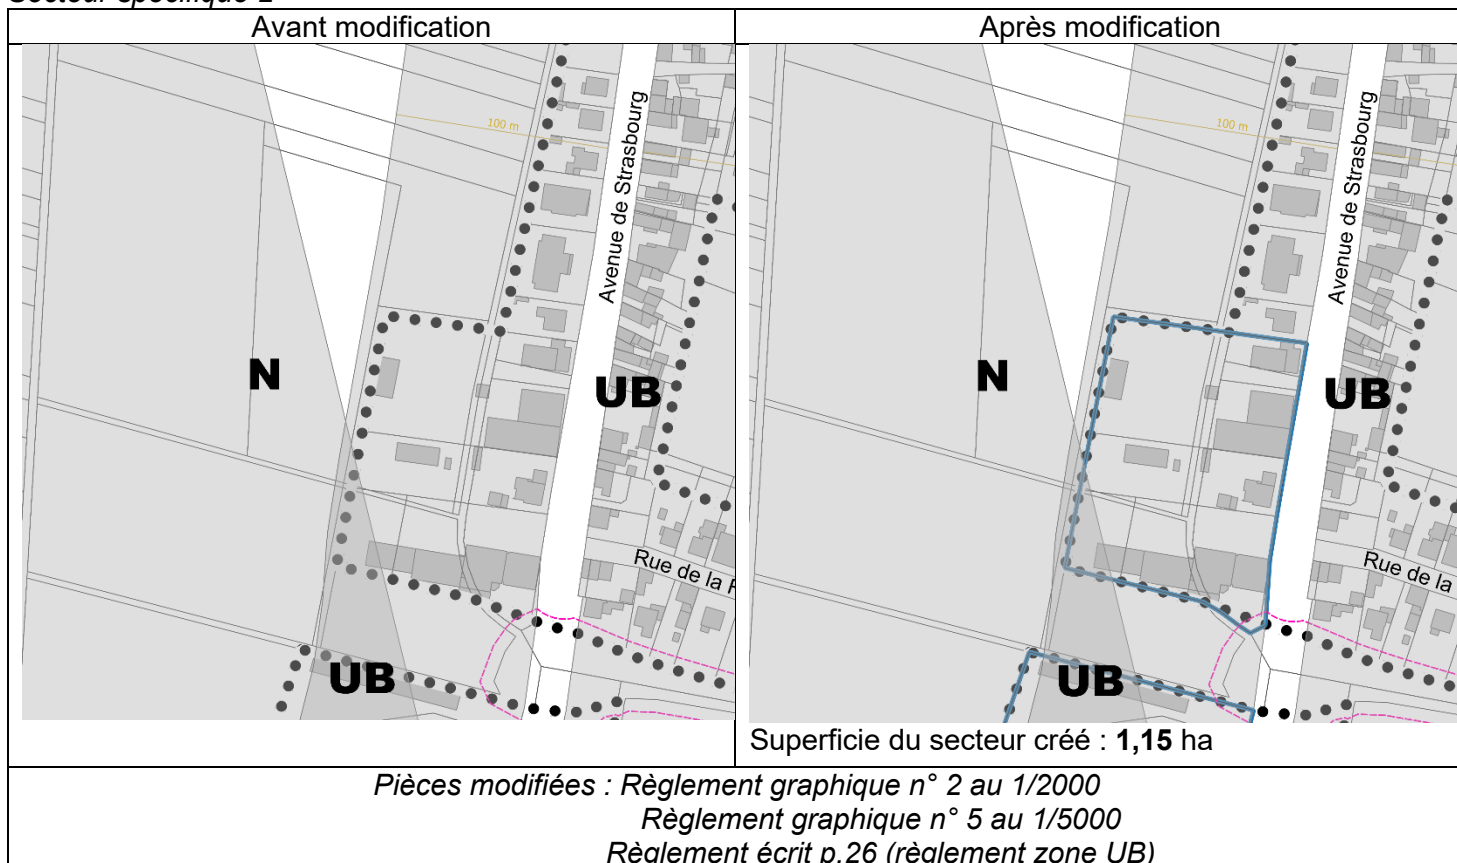 Secteur spécifique 2
Avant modification
Après modification
100 m
Avenue de Strasbourg
N
UB
Rue de la
UB
100 m
Avenue de Strasbourg
N
UB
Rue de la
UB
Superficie du secteur créé : 1,15 ha
Pièces modifiées : Règlement graphique n° 2 au 1/2000
Règlement graphique n° 5 au 1/5000
Règlement écrit p.26 (règlement zone UB)